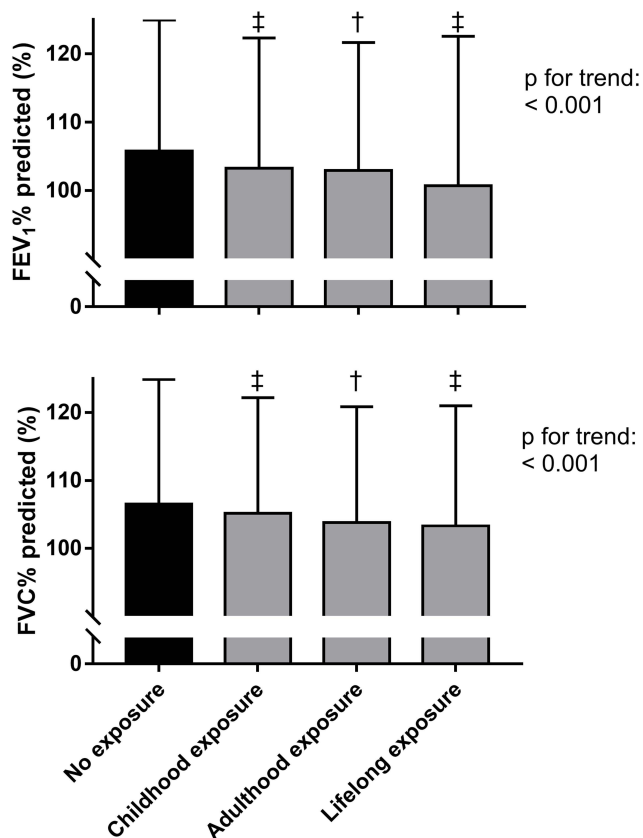 FEV₁% predicted (%)
120
110
100
0
‡
†
‡
p for trend:
< 0.001
FVC% predicted (%)
120
110
100
0
‡
†
‡
p for trend:
< 0.001
No exposure
Childhood exposure
Adulthood exposure
Lifelong exposure